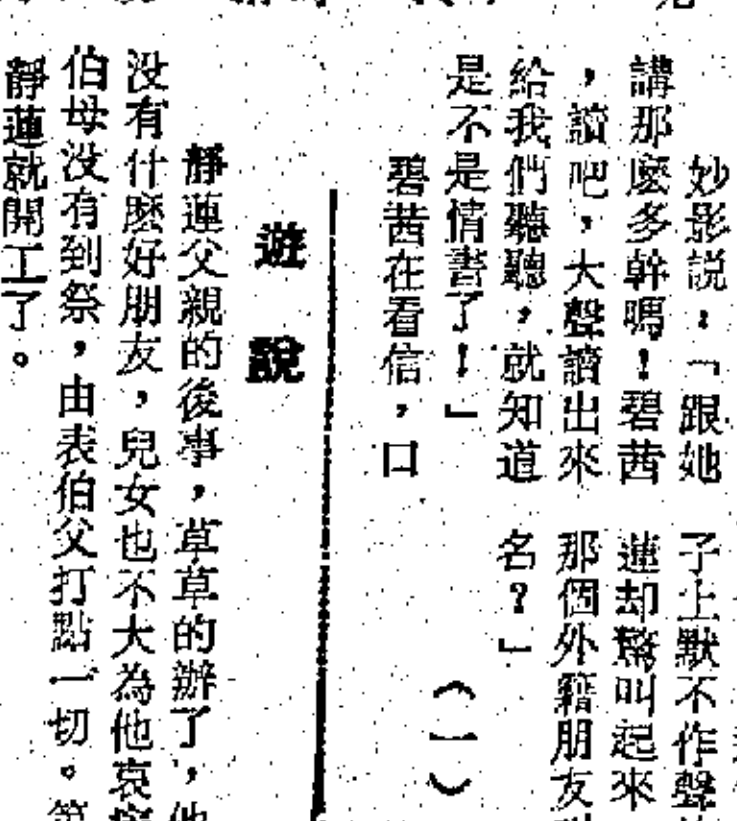 妙影説：「跟她
講那麼多幹嗎！碧茜
，讀吧，大聲讀出來
給我們聽聽，就知道
是不是情書了！」
碧茜在看信，口
子上默不作聲
蓮却驚叫起來
那個外籍朋友
名？」
（一）
遊說
靜蓮父親的後事，草草的辦了，他
没有什麽好朋友，兒女也不大為他哀
伯母没有到祭，由表伯父打點一切。第
靜蓮就開工了。